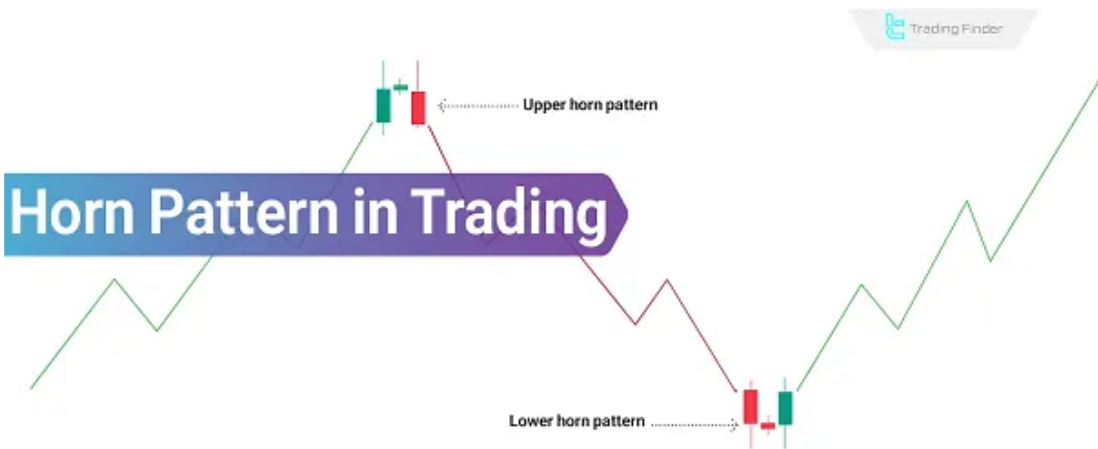 Trading Finder
Upper horn pattern
Horn Pattern in Trading
Lower horn pattern